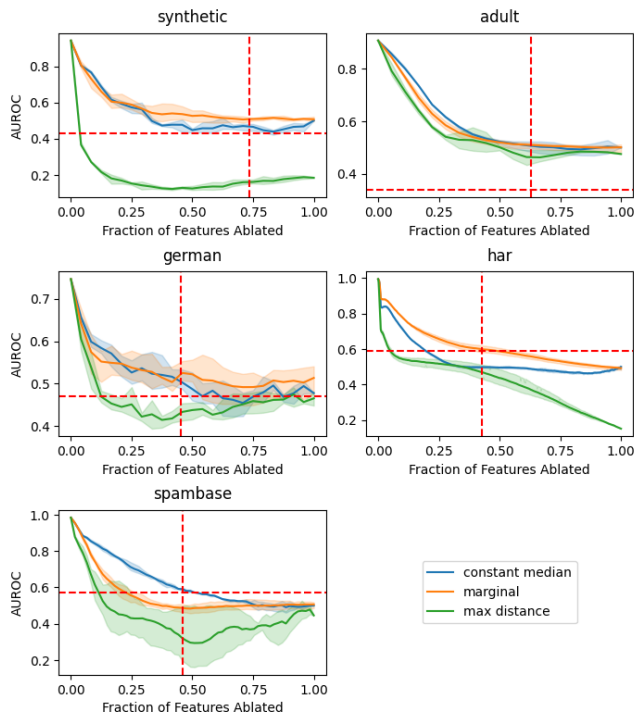 synthetic
AUROC
0.8
0.6
0.4
0.2
0.00 0.25 0.50 0.75 1.00
Fraction of Features Ablated
adult
0.8
0.6
0.4
0.00 0.25 0.50 0.75 1.00
Fraction of Features Ablated
german
AUROC
0.7
0.6
0.5
0.4
0.00 0.25 0.50 0.75 1.00
Fraction of Features Ablated
har
1.0
0.8
0.6
0.4
0.2
0.00 0.25 0.50 0.75 1.00
Fraction of Features Ablated
spambase
AUROC
1.0
0.8
0.6
0.4
0.2
0.00 0.25 0.50 0.75 1.00
Fraction of Features Ablated
constant median
marginal
max distance